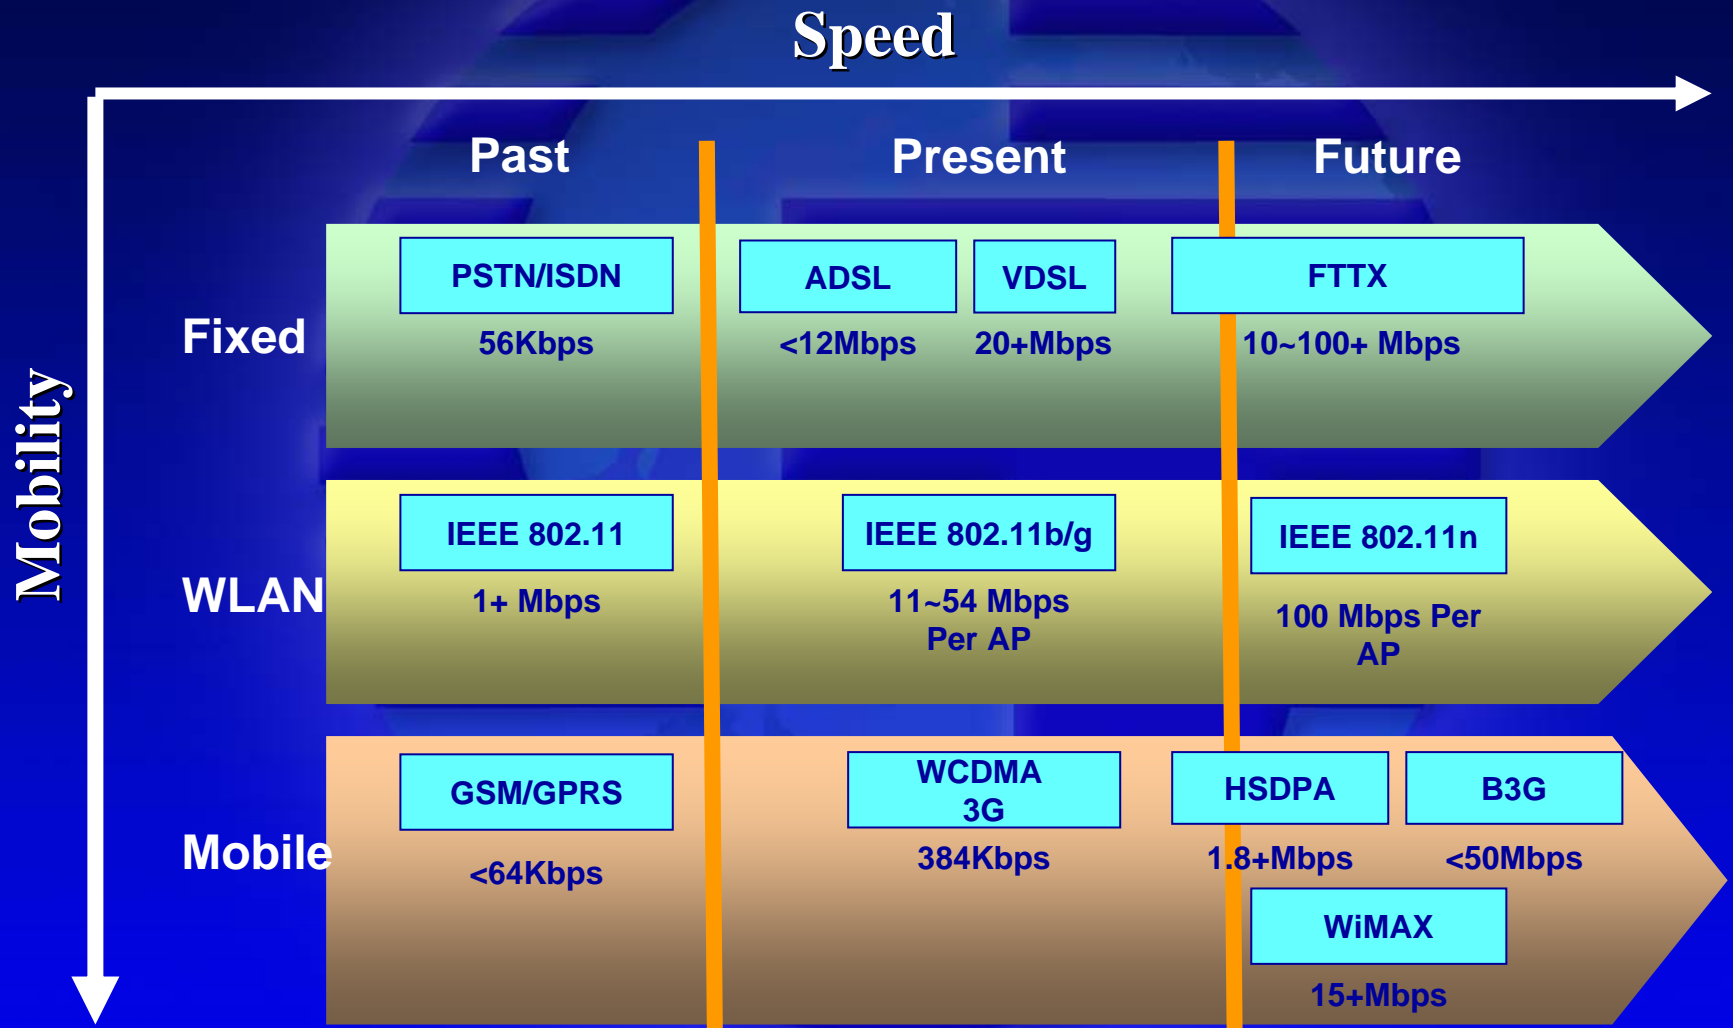 Speed
Mobility
Past
Present
Future
Fixed
PSTN/ISDN
56Kbps
ADSL
<12Mbps
VDSL
20+Mbps
FTTX
10~100+ Mbps
WLAN
IEEE 802.11
1+ Mbps
IEEE 802.11b/g
11~54 Mbps
Per AP
IEEE 802.11n
100 Mbps Per
AP
Mobile
GSM/GPRS
<64Kbps
WCDMA
3G
384Kbps
HSDPA
1.8+Mbps
B3G
<50Mbps
WiMAX
15+Mbps